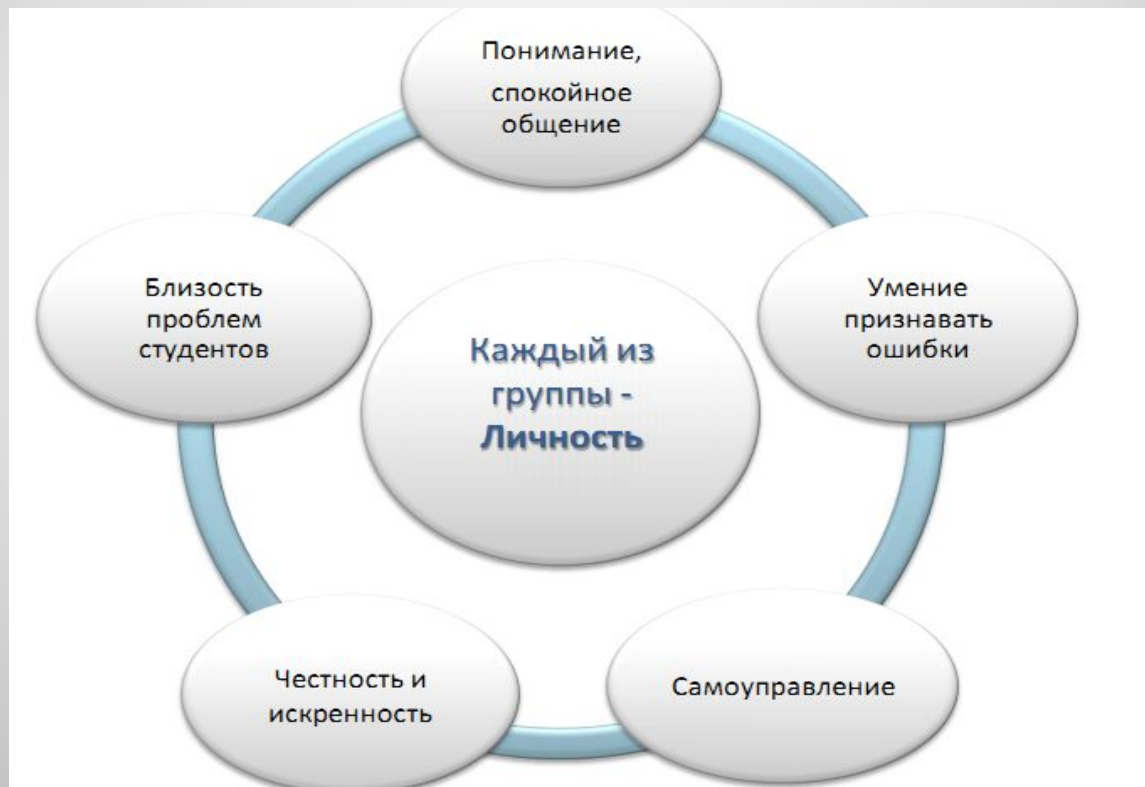 Понимание,
спокойное
общение
Близость
проблем
студентов
Умение
признавать
ошибки
Каждый из
группы -
Личность
Честность и
искренность
Самоуправление